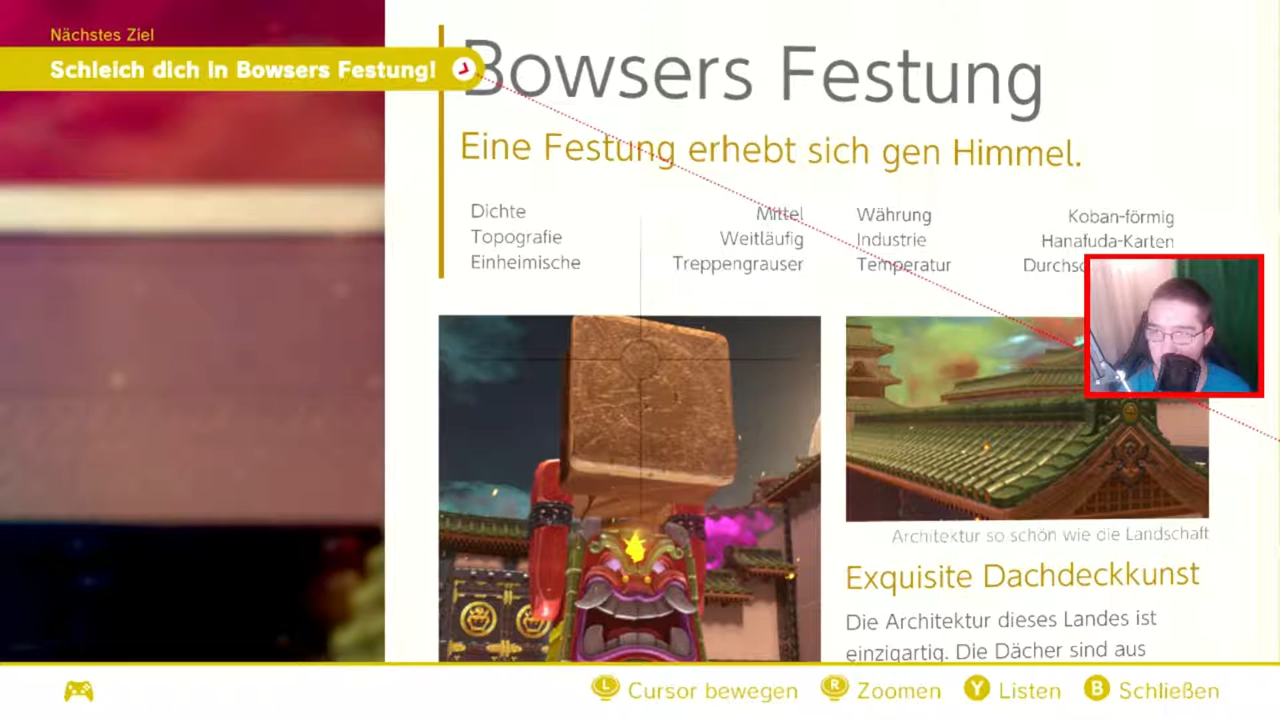 Nächstes Ziel
Schleich dich in Bowsers Festung!
Bowsers Festung
Eine Festung erhebt sich gen Himmel.
Dichte Mittel
Topografie Weitläufig
Einheimische Treppengrauser
Währung Koban-förmig
Industrie Hanafuda-Karten
Temperatur
Architektur so schön wie die Landschaft
Exquisite Dachdeckkunst
Die Architektur dieses Landes ist
einzigartig. Die Dächer sind aus
L Cursor bewegen R Zoomen Y Listen B Schließen